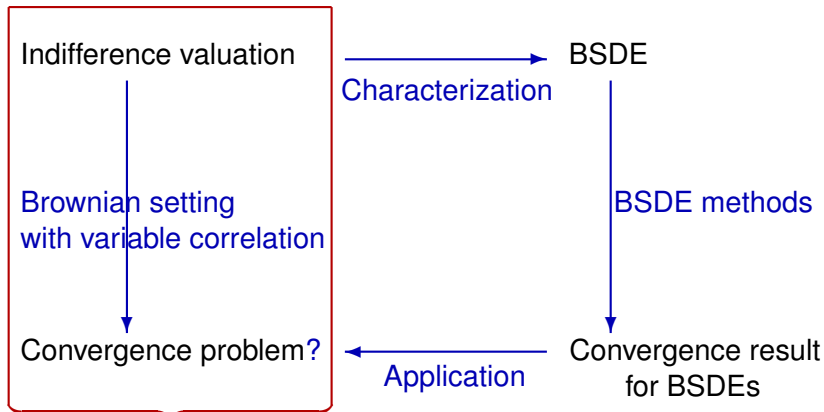 Indifference valuation
BSDE
Characterization
Brownian setting
with variable correlation
BSDE methods
Convergence problem?
Application
Convergence result
for BSDEs